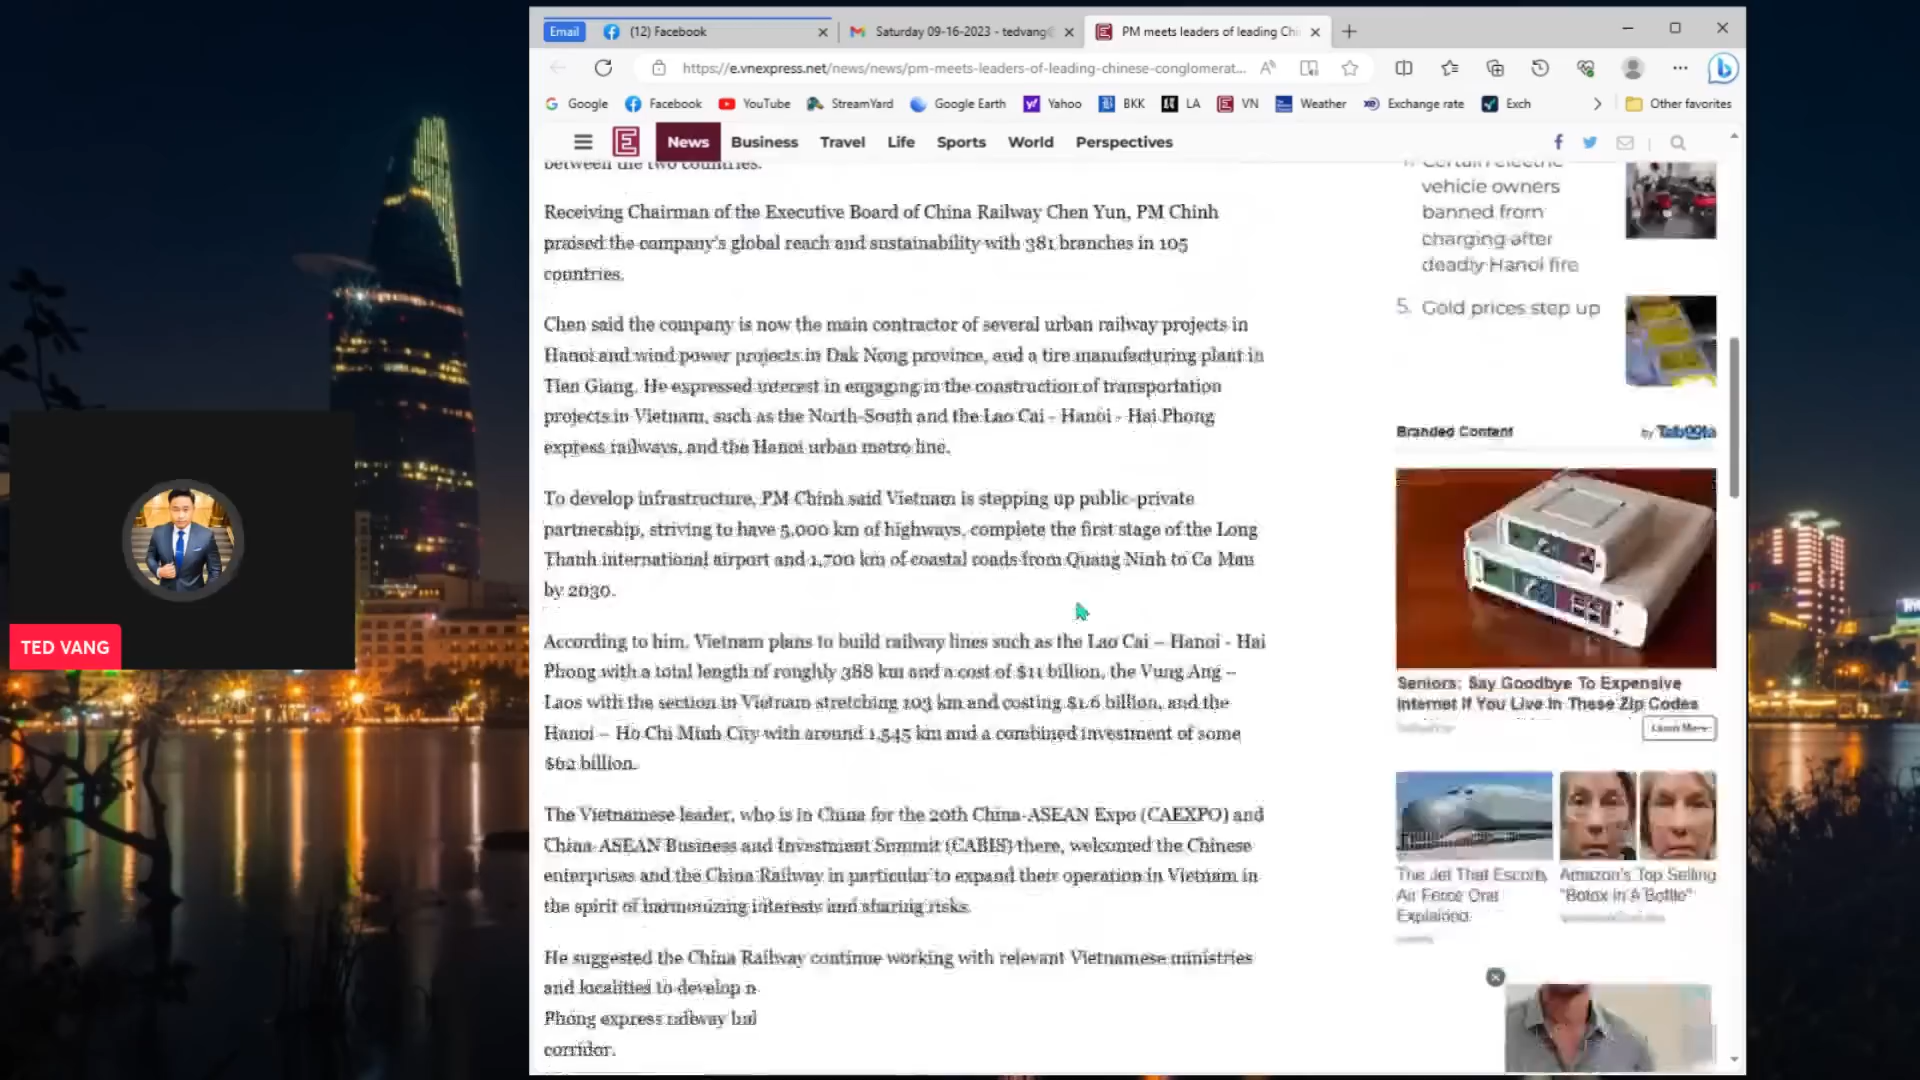 Email
(12) Facebook
Saturday 09-16-2023 - tedvang
PM meets leaders of leading Chi
https://e.vnexpress.net/news/news/pm-meets-leaders-of-leading-chinese-conglomerat...
Google
Facebook
YouTube
StreamYard
Google Earth
Yahoo
BKK
LA
VN
Weather
Exchange rate
Exch
Other favorites
News
Business
Travel
Life
Sports
World
Perspectives
between the two countries.
Receiving Chairman of the Executive Board of China Railway Chen Yun, PM Chinh
praised the company's global reach and sustainability with 381 branches in 105
countries.
Chen said the company is now the main contractor of several urban railway projects in
Hanoi and wind power projects in Dak Nong province, and a tire manufacturing plant in
Tien Giang. He expressed interest in engaging in the construction of transportation
projects in Vietnam, such as the North-South and the Lao Cai - Hanoi - Hai Phong
express railways, and the Hanoi urban metro line.
To develop infrastructure, PM Chinh said Vietnam is stepping up public-private
partnership, striving to have 5,000 km of highways, complete the first stage of the Long
Thanh international airport and 1,700 km of coastal roads from Quang Ninh to Ca Mau
by 2030.
According to him, Vietnam plans to build railway lines such as the Lao Cai – Hanoi - Hai
Phong with a total length of roughly 388 km and a cost of $11 billion, the Vung Ang –
Laos with the section in Vietnam stretching 103 km and costing $1.6 billion, and the
Hanoi – Ho Chi Minh City with around 1,545 km and a combined investment of some
$62 billion.
The Vietnamese leader, who is in China for the 20th China-ASEAN Expo (CAEXPO) and
China-ASEAN Business and Investment Summit (CABIS) there, welcomed the Chinese
enterprises and the China Railway in particular to expand their operation in Vietnam in
the spirit of harmonizing interests and sharing risks.
He suggested the China Railway continue working with relevant Vietnamese ministries
and localities to develop n
Phong express railway
corridor.
Certain electric
vehicle owners
banned from
charging after
deadly Hanoi fire
5. Gold prices step up
Branded Content
by Taboola
Seniors: Say Goodbye To Expensive
Internet If You Live In These Zip Codes
Learn More
The Jet That Escorts
Air Force One
Explaining
Amazon's Top Selling
"Botox In A Bottle"
TED VANG